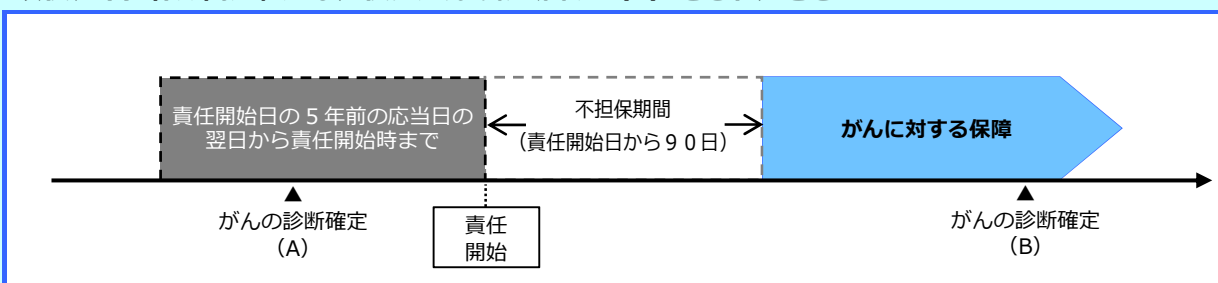 責任開始日の５年前の応当日の
翌日から責任開始時まで
不担保期間
（責任開始日から９０日）
がんに対する保障
がんの診断確定
（A）
責任
開始
がんの診断確定
（B）